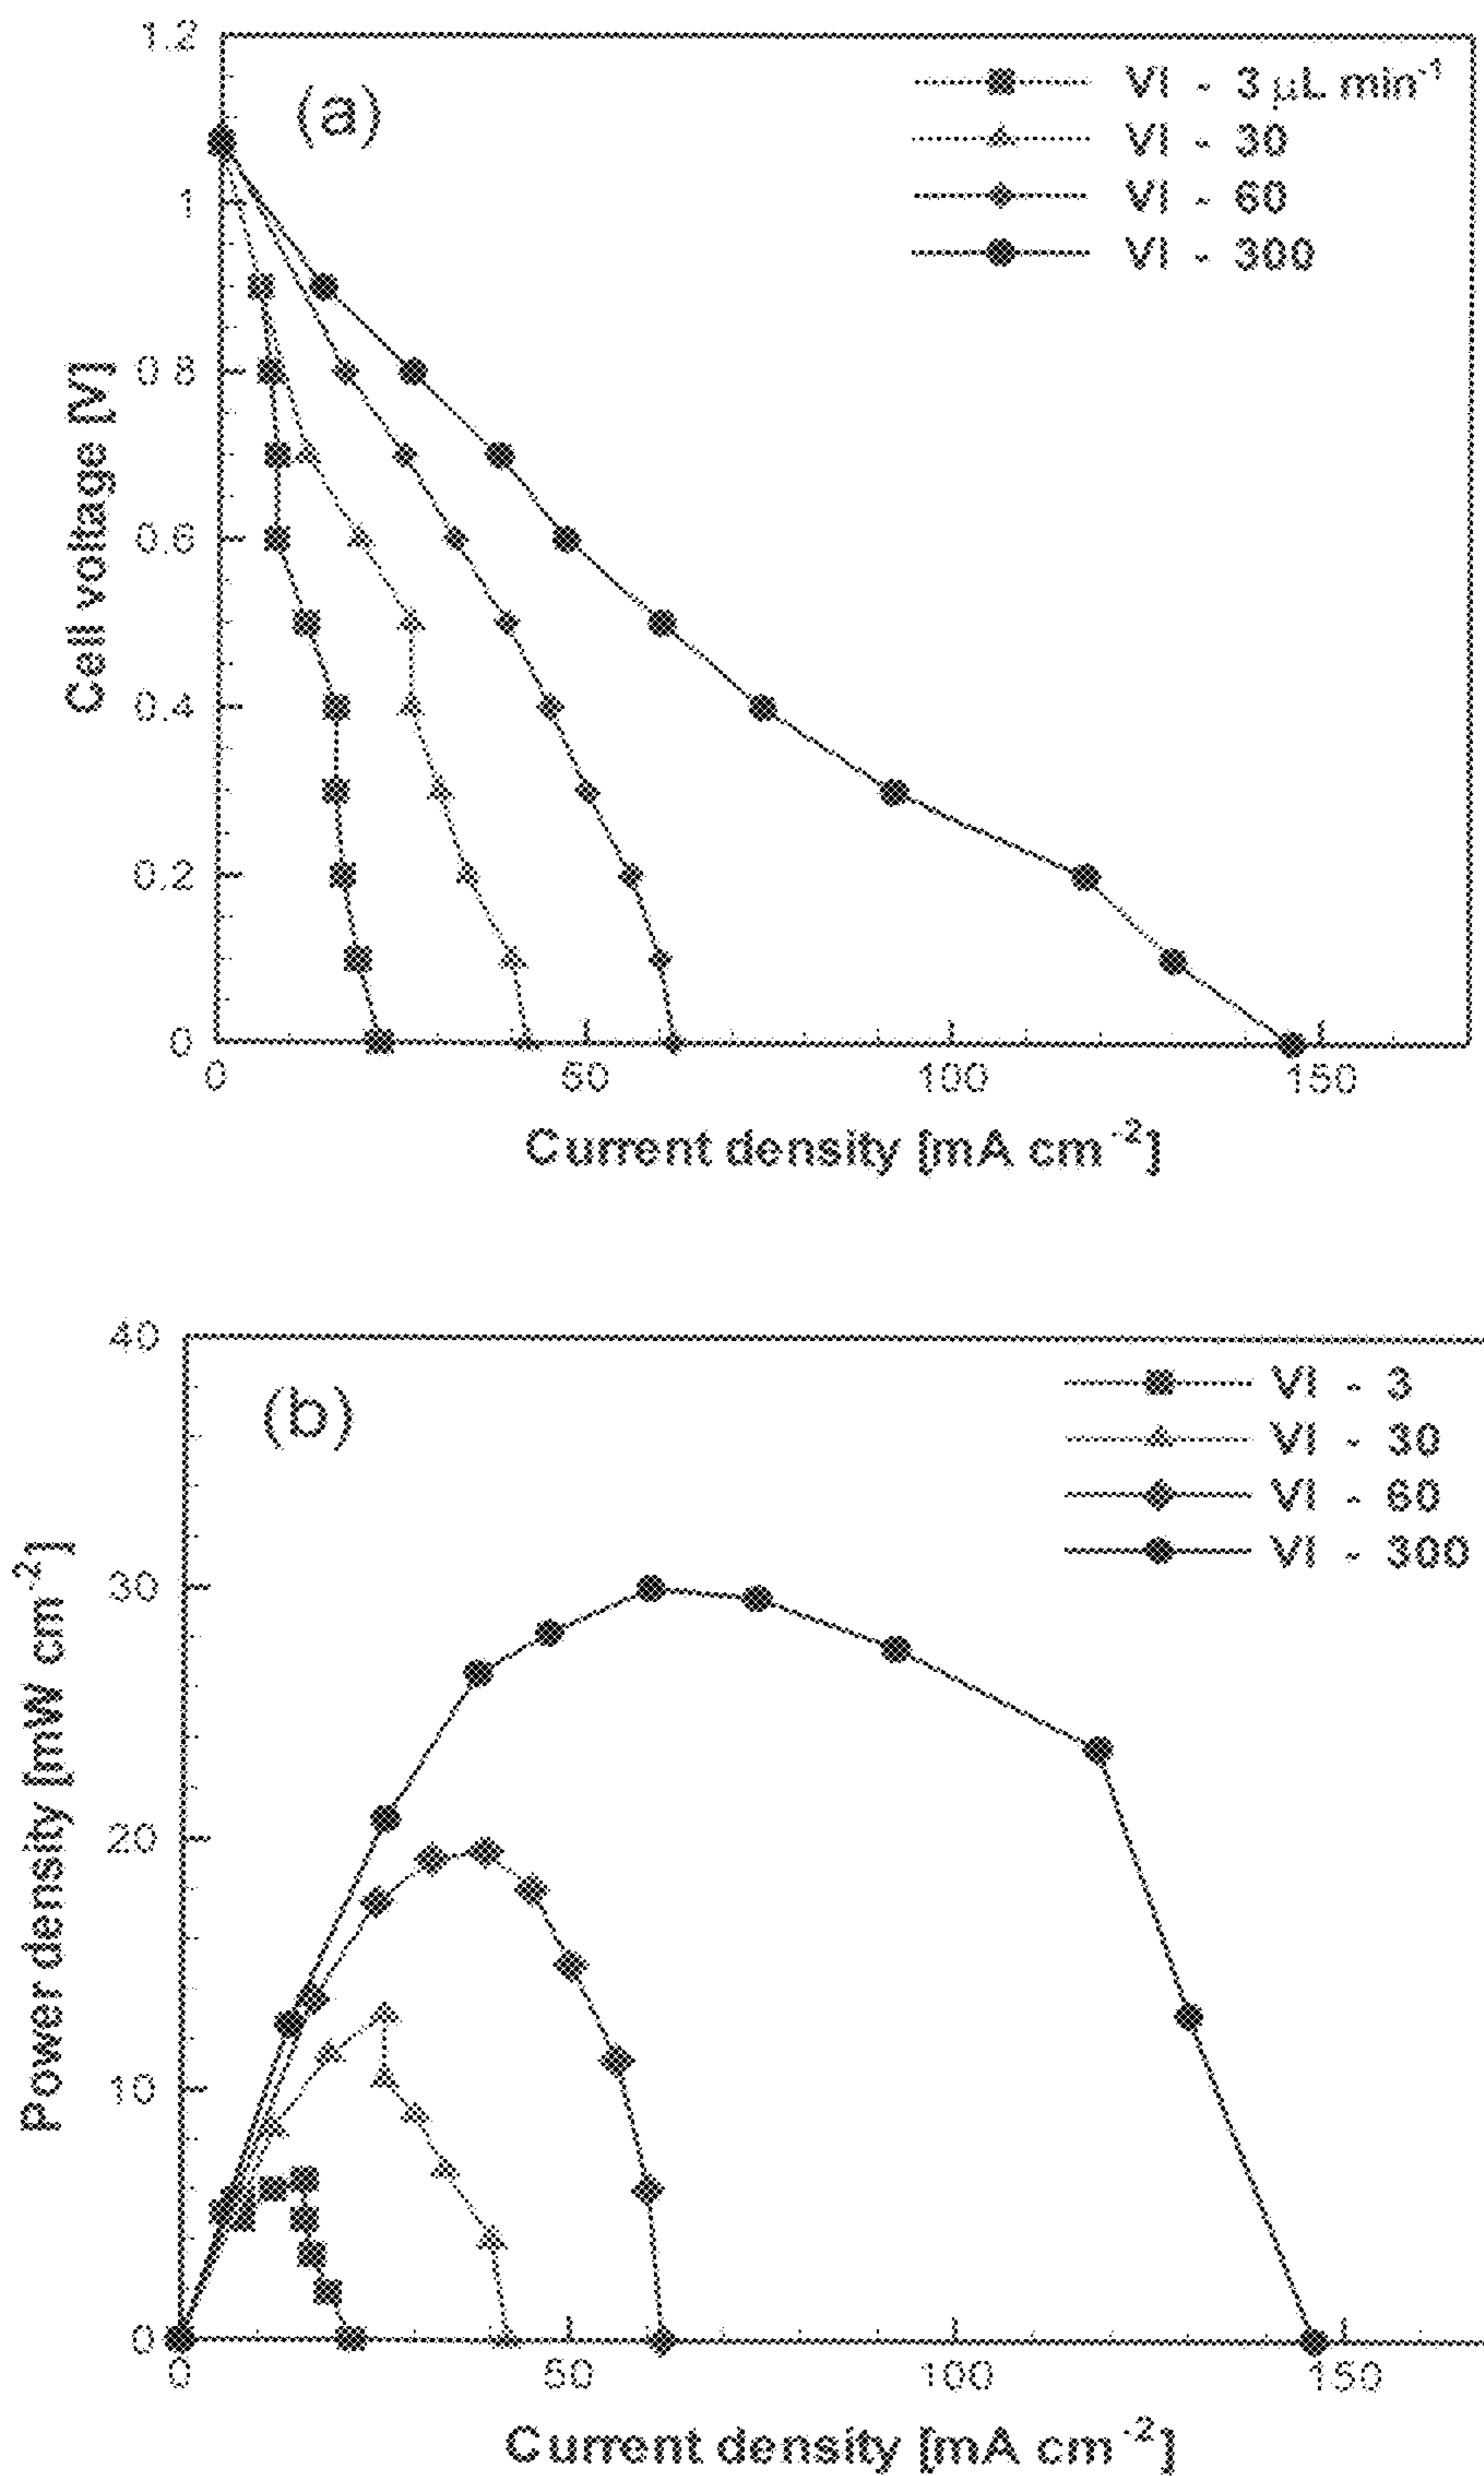 1.2
(a)
VI - 3 μL min-1
VI - 30
VI - 60
VI - 300
1
0.8
0.6
0.4
0.2
0
Cell voltage [V]
0 50 100 150
Current density [mA cm-2]
40
(b)
VI - 3
VI - 30
VI - 60
VI - 300
30
20
10
0
Power density [mW cm-2]
0 50 100 150
Current density [mA cm-2]